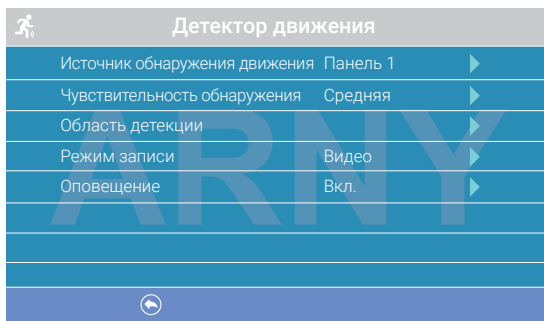 Детектор движения
Источник обнаружения движения Панель 1
Чувствительность обнаружения Средняя
Область детекции
Режим записи Видео
Оповещение Вкл.
ARNY